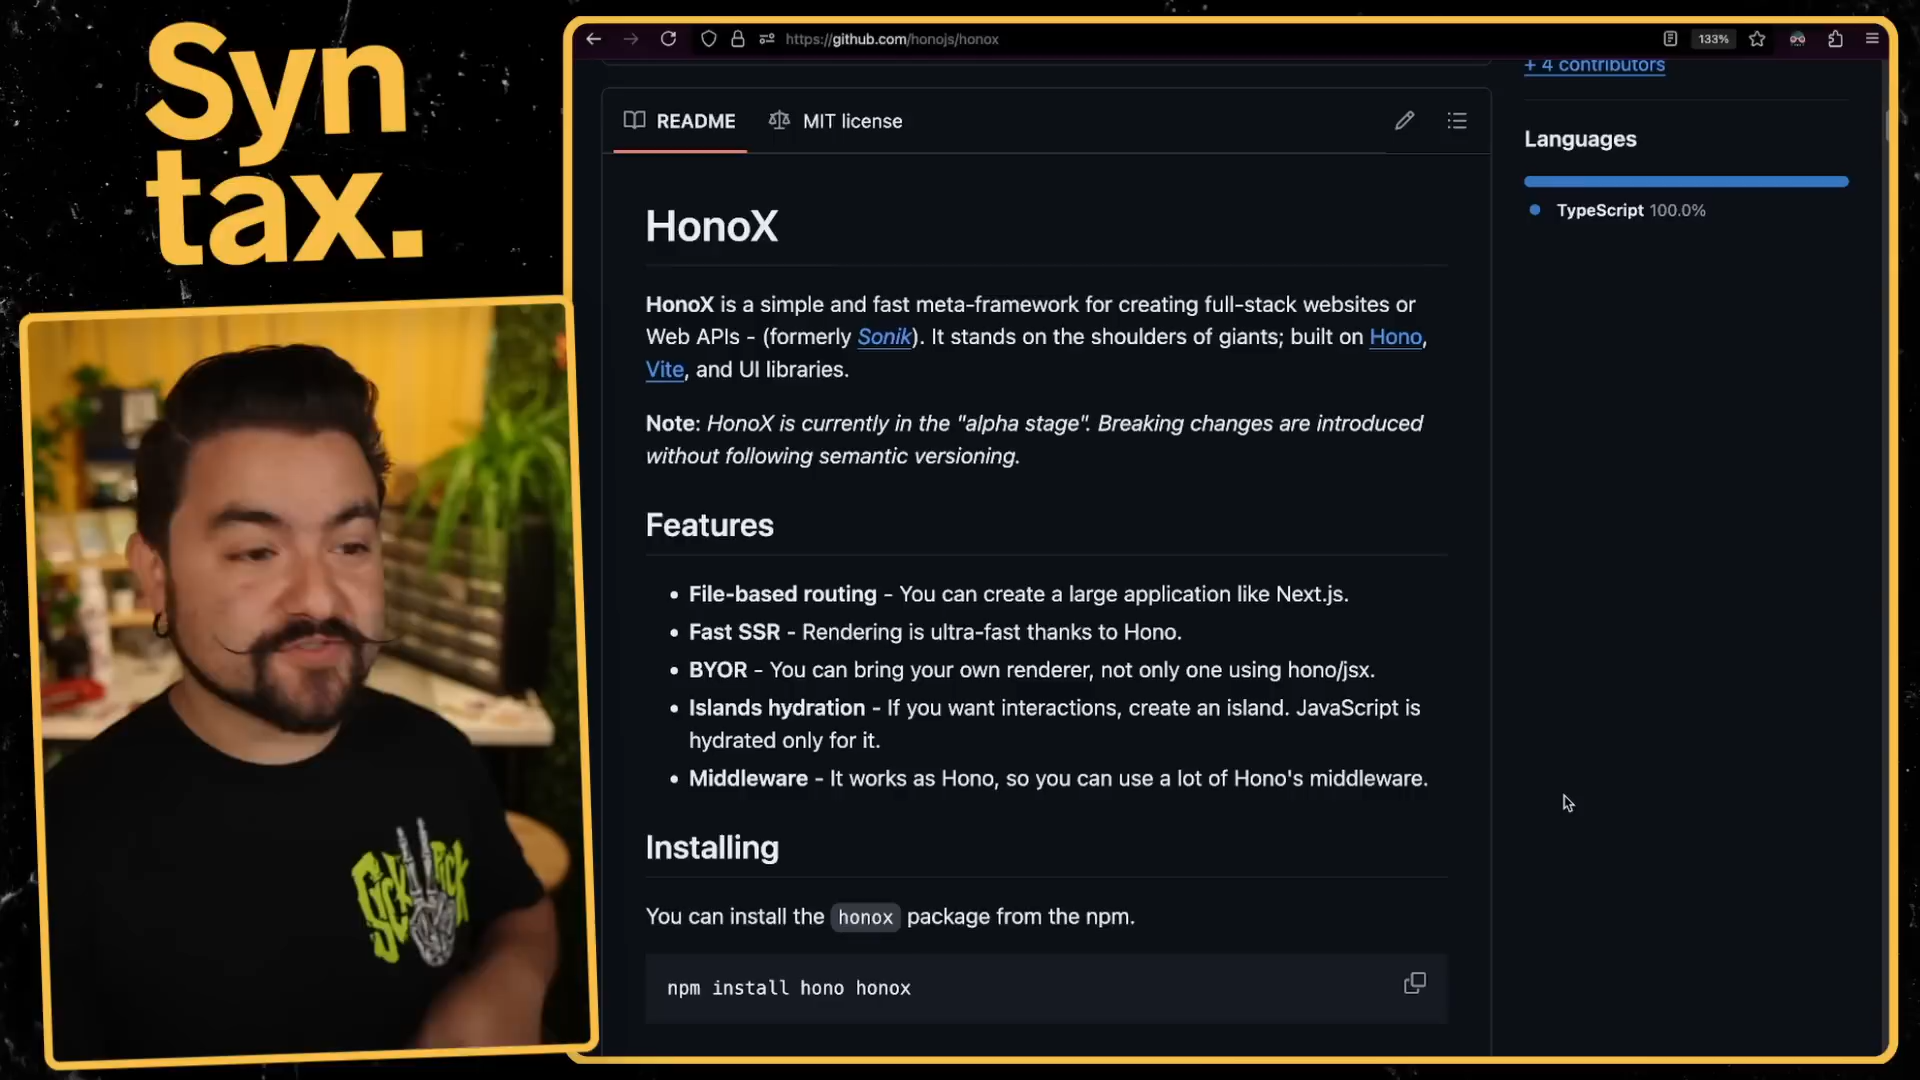 Syn
tax.
https://github.com/honojs/honox
133%
+ 4 contributors
README
MIT license
Languages
TypeScript 100.0%
HonoX
HonoX is a simple and fast meta-framework for creating full-stack websites or
Web APIs - (formerly Sonik). It stands on the shoulders of giants; built on Hono,
Vite, and UI libraries.
Note: HonoX is currently in the "alpha stage". Breaking changes are introduced
without following semantic versioning.
Features
• File-based routing - You can create a large application like Next.js.
• Fast SSR - Rendering is ultra-fast thanks to Hono.
• BYOR - You can bring your own renderer, not only one using hono/jsx.
• Islands hydration - If you want interactions, create an island. JavaScript is
hydrated only for it.
• Middleware - It works as Hono, so you can use a lot of Hono's middleware.
Installing
You can install the honox package from the npm.
npm install hono honox